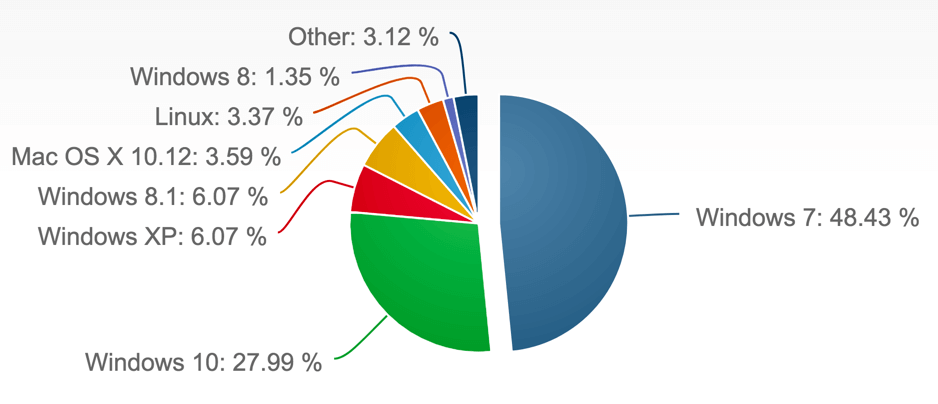 Other: 3.12 %
Windows 8: 1.35 %
Linux: 3.37 %
Mac OS X 10.12: 3.59 %
Windows 8.1: 6.07 %
Windows 7: 48.43 %
Windows XP: 6.07 %
Windows 10: 27.99 %